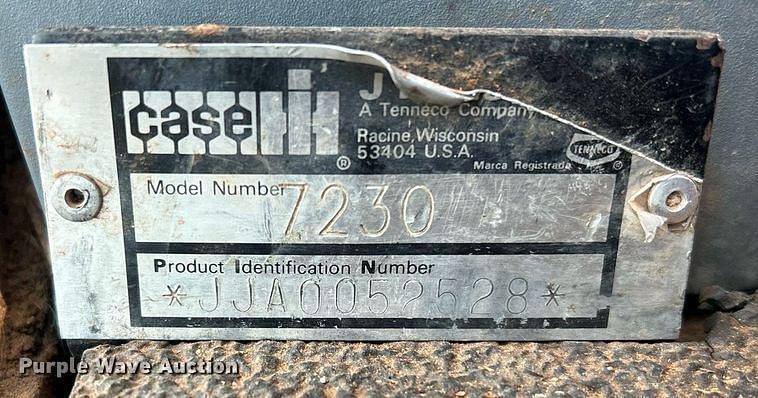 case IH
A Tenneco Company
Racine, Wisconsin
53404 U.S.A.
®
TENNECO
Marca Registrada ®
Model Number 7230
Product Identification Number
*JJA0052528*
Purple Wave Auction